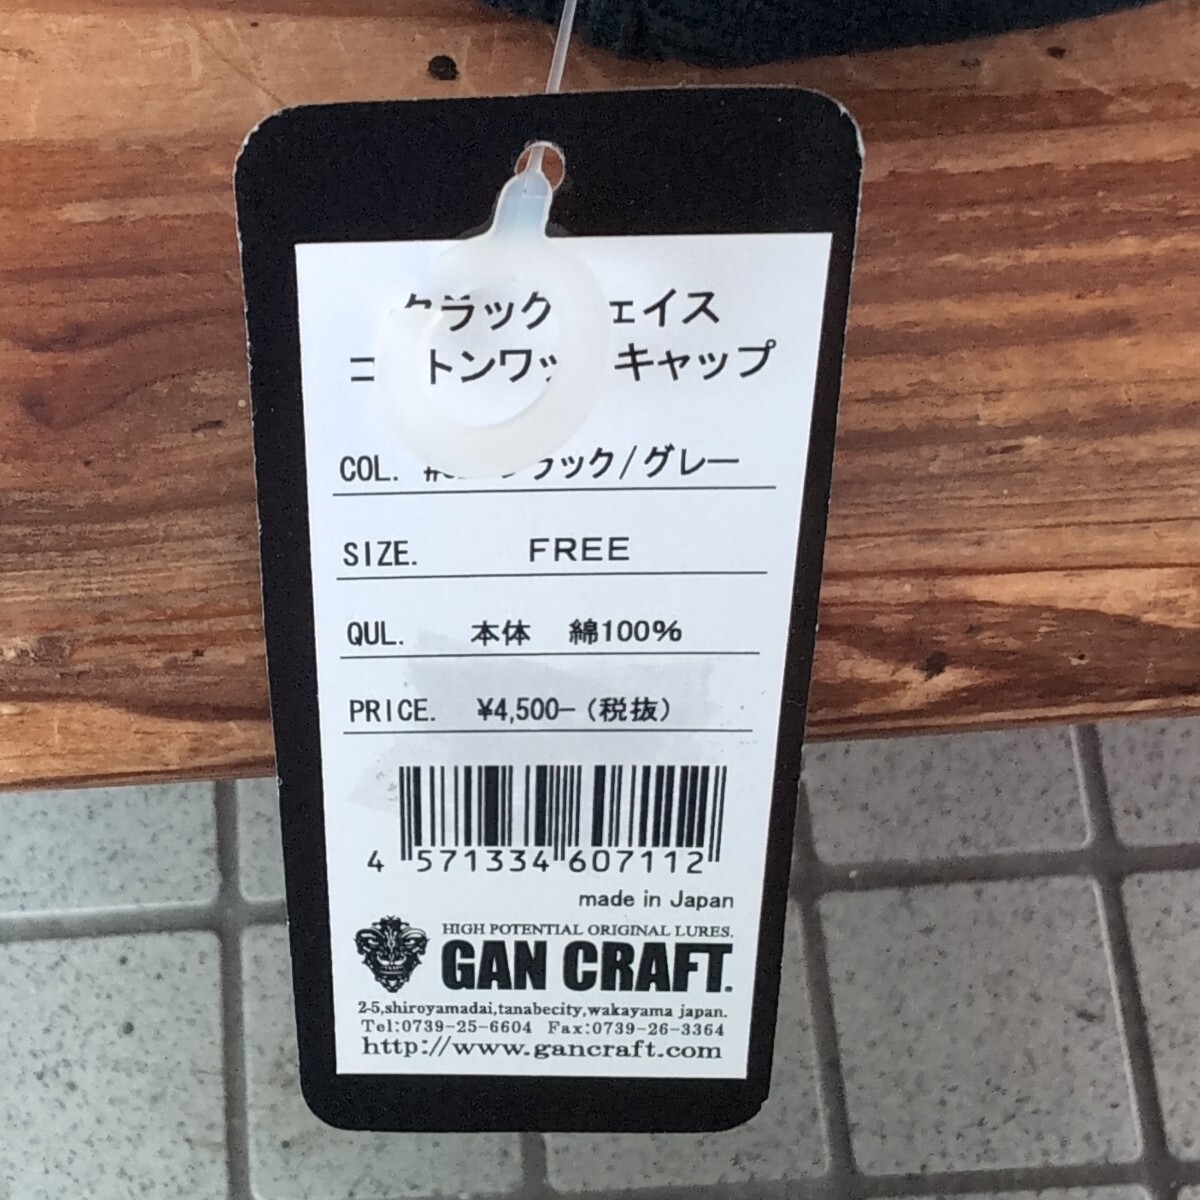 クラック ェイス
コ トンワッ キャップ
COL. ラック/グレー
SIZE. FREE
QUL. 本体 綿100%
PRICE. ¥4,500-(税抜)
4 571334 607112
made in Japan
HIGH POTENTIAL ORIGINAL LURES.
GAN CRAFT.
2-5,shiroyamadai,tanabecity,wakayama japan.
Tel:0739-25-6604 Fax:0739-26-3364
http://www.gancraft.com